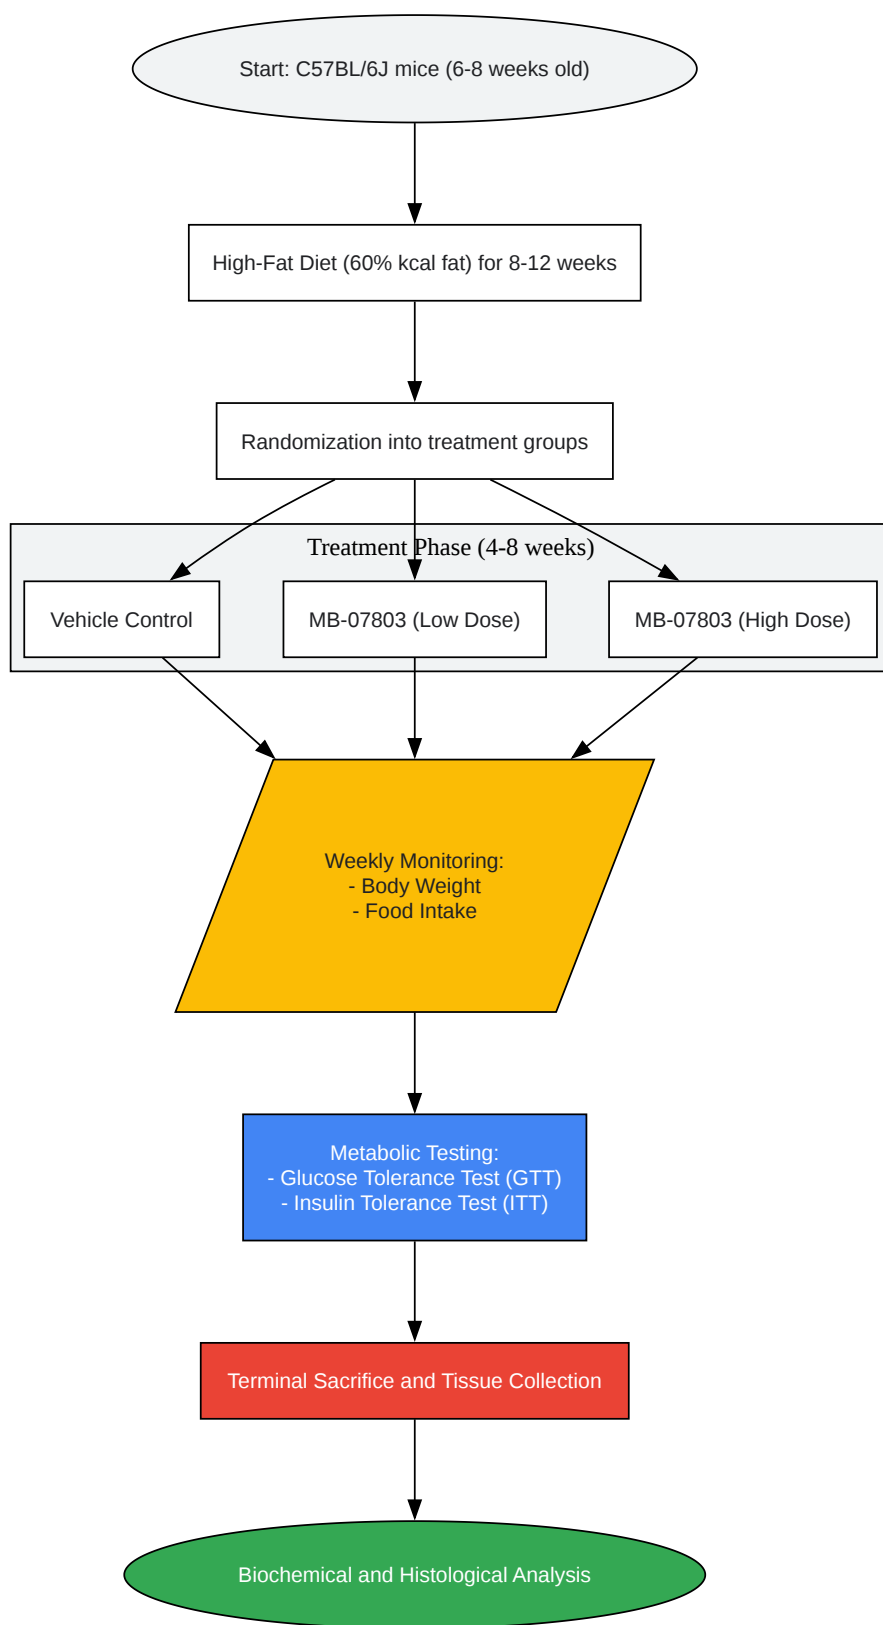 Start: C57BL/6J mice (6-8 weeks old)
High-Fat Diet (60% kcal fat) for 8-12 weeks
Randomization into treatment groups
Treatment Phase (4-8 weeks)
Vehicle Control
MB-07803 (Low Dose)
MB-07803 (High Dose)
Weekly Monitoring:
- Body Weight
- Food Intake
Metabolic Testing:
- Glucose Tolerance Test (GTT)
- Insulin Tolerance Test (ITT)
Terminal Sacrifice and Tissue Collection
Biochemical and Histological Analysis